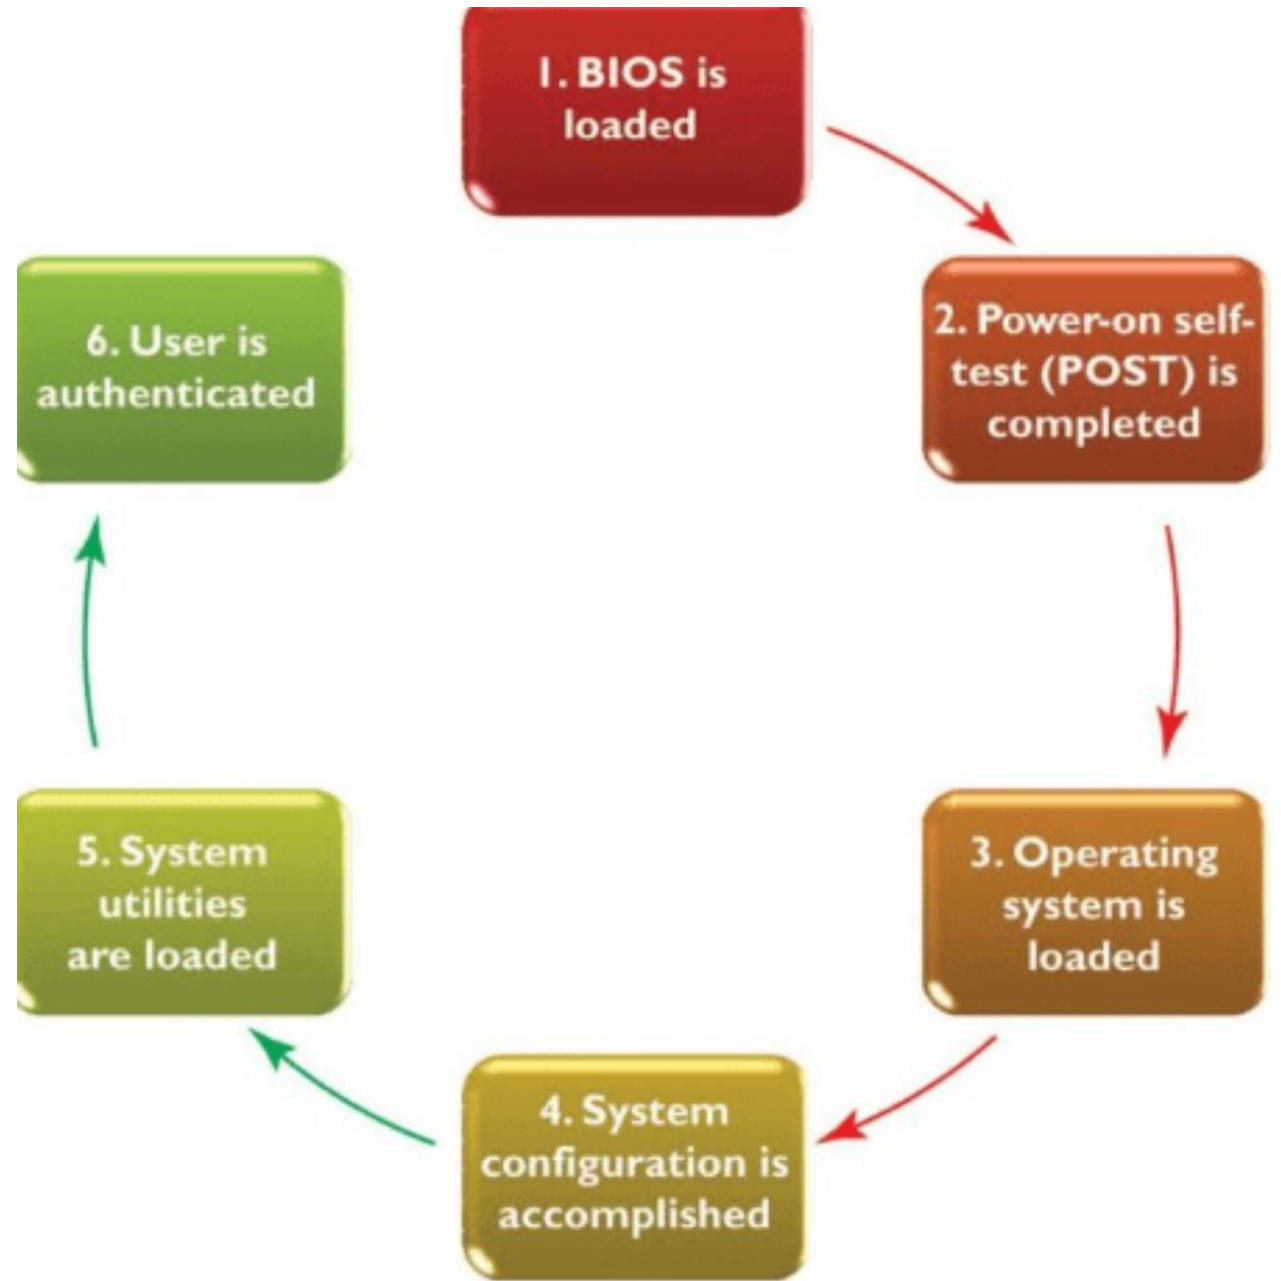 1. BIOS is
loaded
2. Power-on self-
test (POST) is
completed
3. Operating
system is
loaded
4. System
configuration is
accomplished
5. System
utilities
are loaded
6. User is
authenticated